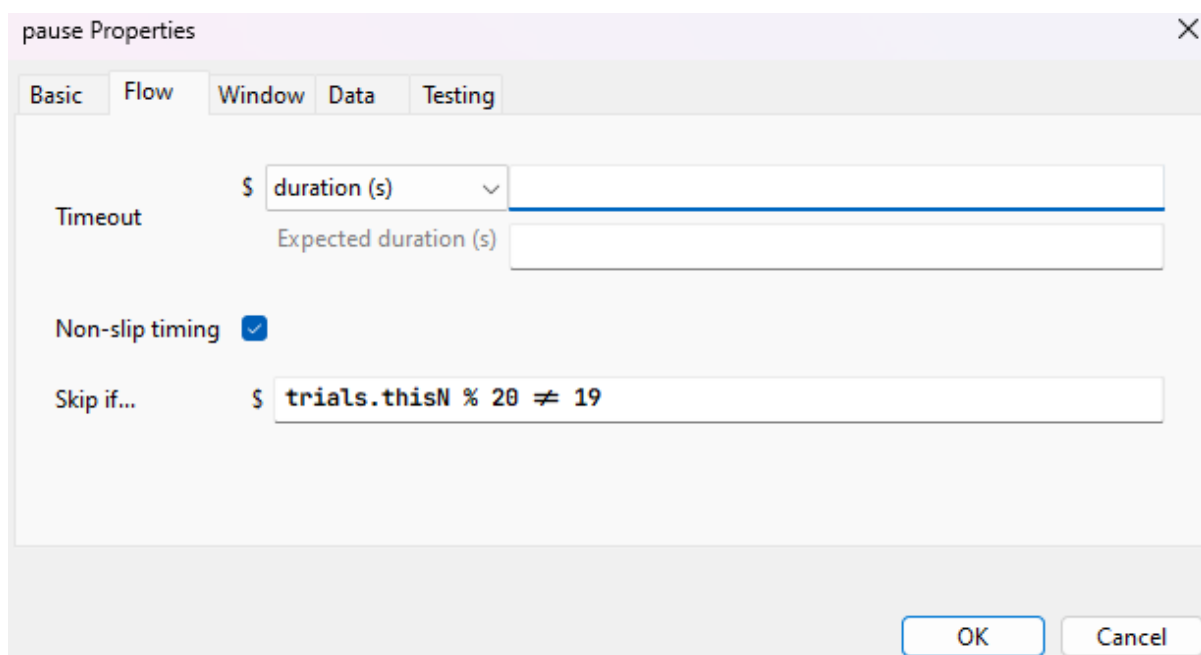 pause Properties
Basic Flow Window Data Testing
$ duration (s)
Timeout
Expected duration (s)
Non-slip timing
Skip if... $ trials.thisN % 20 != 19
OK Cancel